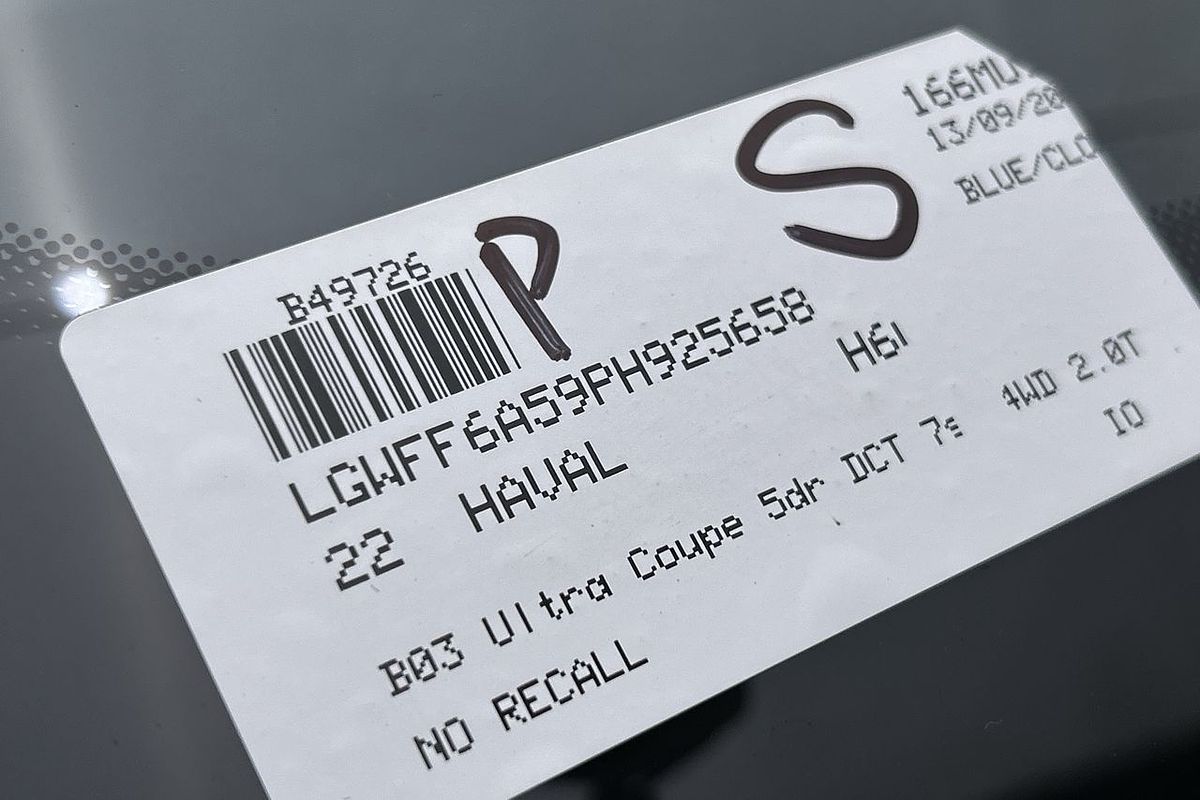 166MU
13/09/20
BLUE/CLO
P S
B49726
LGWFF6A59PH925658
22 HAVAL H6
B03 Ultra Coupe 5dr DCT 7s 4WD 2.0T
NO RECALL IO